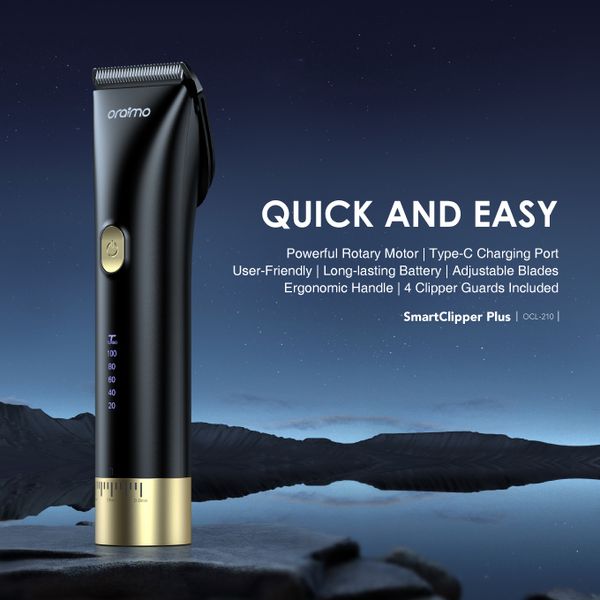 oraimo
QUICK AND EASY
Powerful Rotary Motor | Type-C Charging Port
User-Friendly | Long-lasting Battery | Adjustable Blades
Ergonomic Handle | 4 Clipper Guards Included
SmartClipper Plus | OCL-210 |
100
80
60
40
20